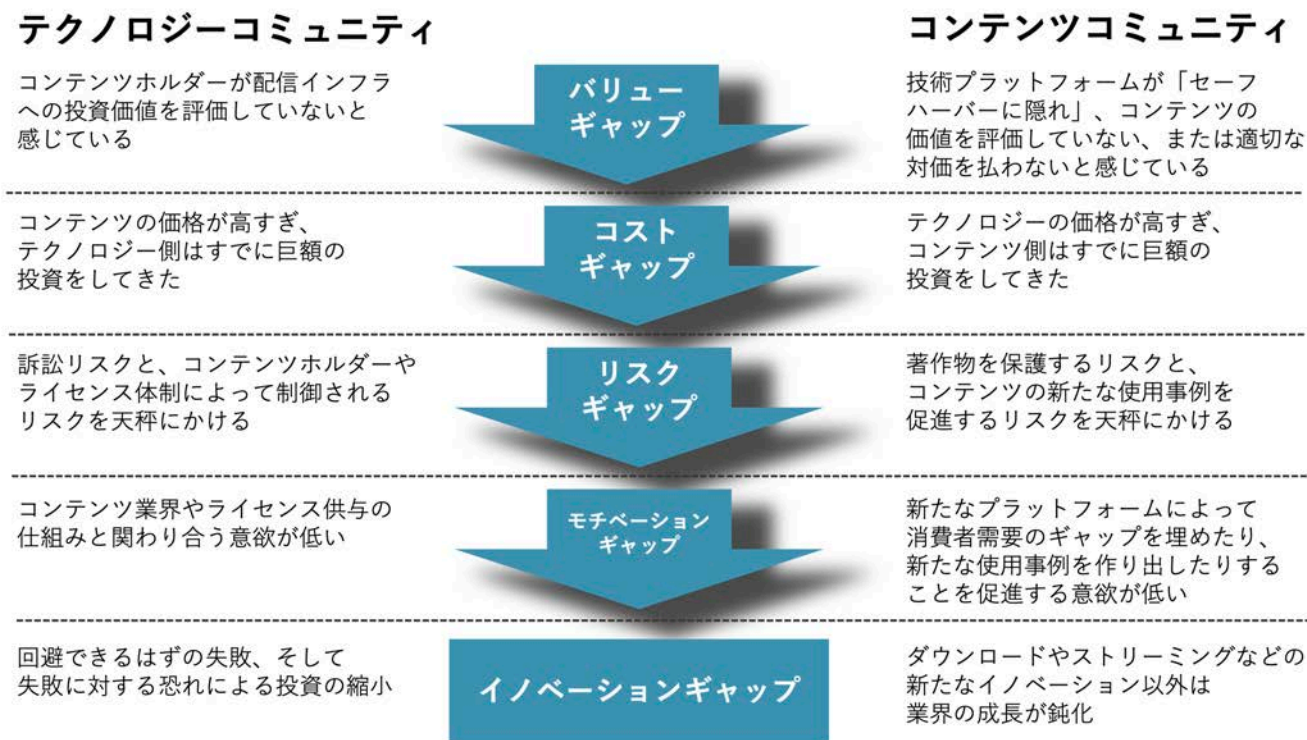 テクノロジーコミュニティ
コンテンツコミュニティ
コンテンツホルダーが配信インフラ
への投資価値を評価していないと
感じている
バリュー
ギャップ
技術プラットフォームが「セーフ
ハーバーに隠れ」、コンテンツの
価値を評価していない、または適切な
対価を払わないと感じている
コンテンツの価格が高すぎ、
テクノロジー側はすでに巨額の
投資をしてきた
コスト
ギャップ
テクノロジーの価格が高すぎ、
コンテンツ側はすでに巨額の
投資をしてきた
訴訟リスクと、コンテンツホルダーや
ライセンス体制によって制御される
リスクを天秤にかける
リスク
ギャップ
著作物を保護するリスクと、
コンテンツの新たな使用事例を
促進するリスクを天秤にかける
コンテンツ業界やライセンス供与の
仕組みと関わり合う意欲が低い
モチベーション
ギャップ
新たなプラットフォームによって
消費者需要のギャップを埋めたり、
新たな使用事例を作り出したりする
ことを促進する意欲が低い
回避できるはずの失敗、そして
失敗に対する恐れによる投資の縮小
イノベーションギャップ
ダウンロードやストリーミングなどの
新たなイノベーション以外は
業界の成長が鈍化